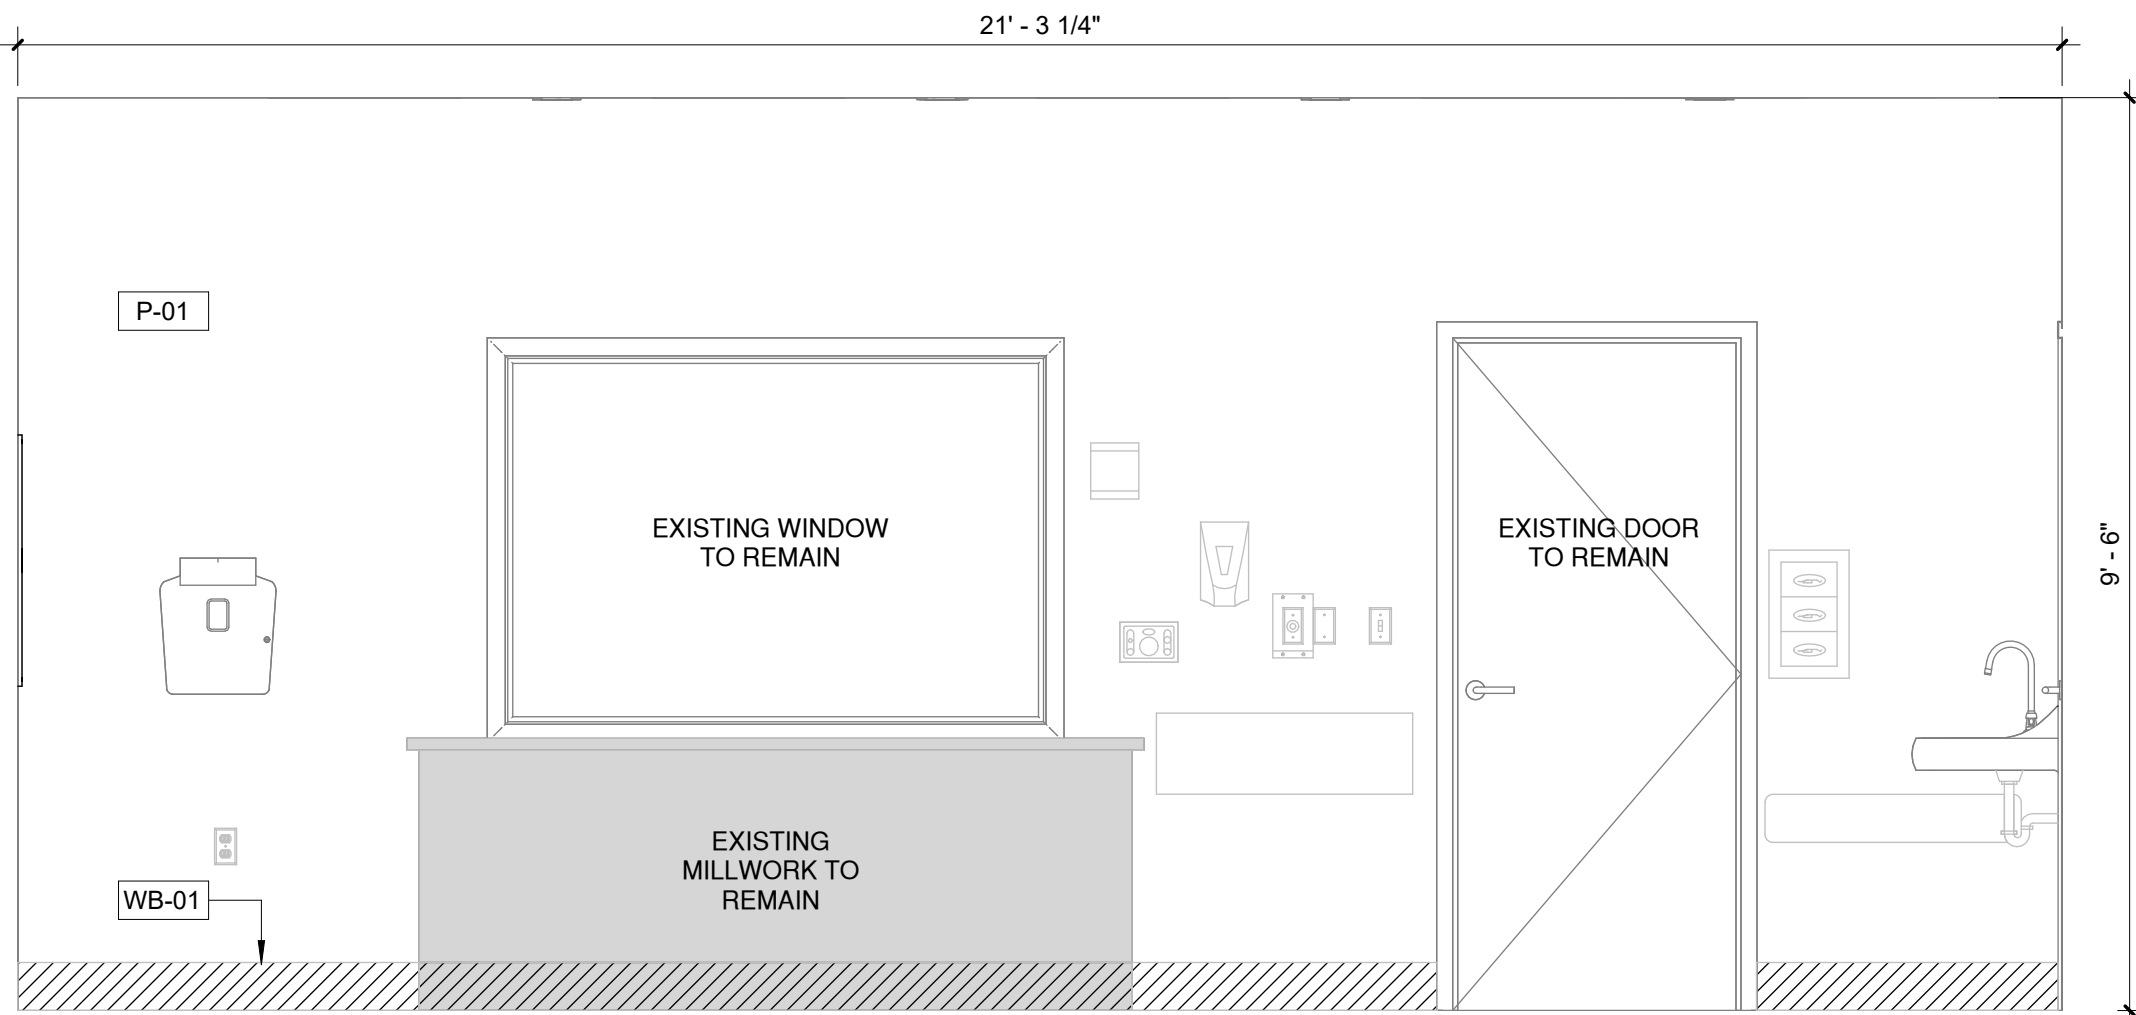 21' - 3 1/4"
P-01
EXISTING WINDOW
TO REMAIN
EXISTING DOOR
TO REMAIN
9' - 6"
EXISTING
MILLWORK TO
REMAIN
WB-01